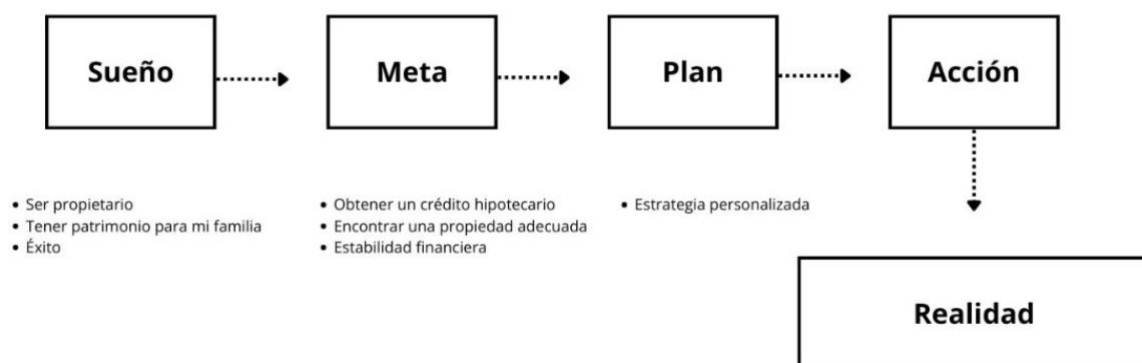 Sueño
Meta
Plan
Acción
• Ser propietario
• Tener patrimonio para mi familia
• Éxito
• Obtener un crédito hipotecario
• Encontrar una propiedad adecuada
• Estabilidad financiera
• Estrategia personalizada
Realidad